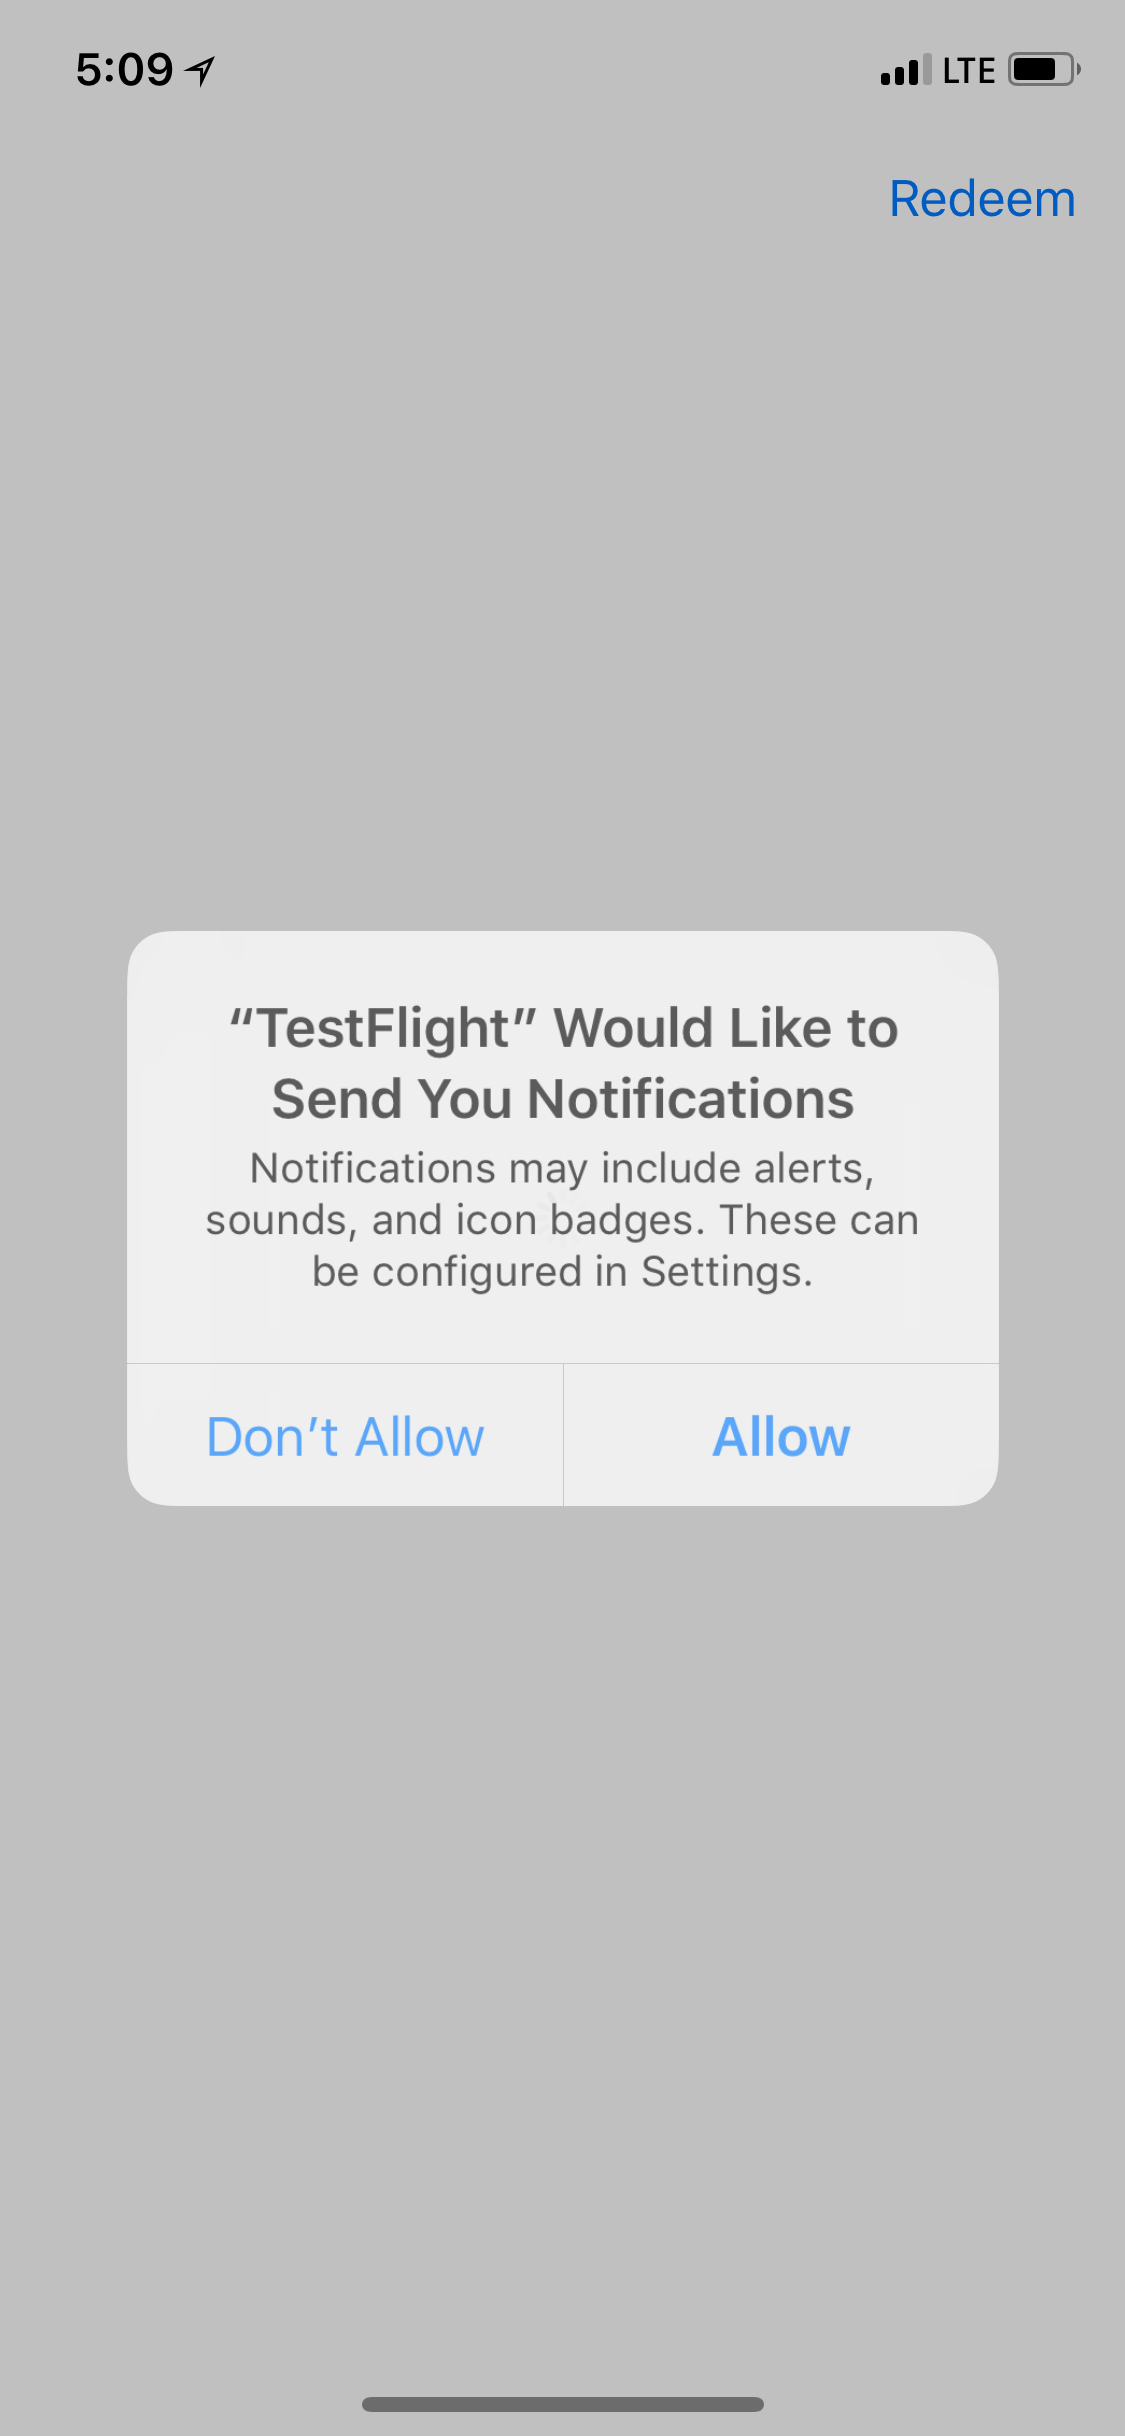 5:09 LTE
Redeem
“TestFlight” Would Like to
Send You Notifications
Notifications may include alerts,
sounds, and icon badges. These can
be configured in Settings.
Don’t Allow Allow